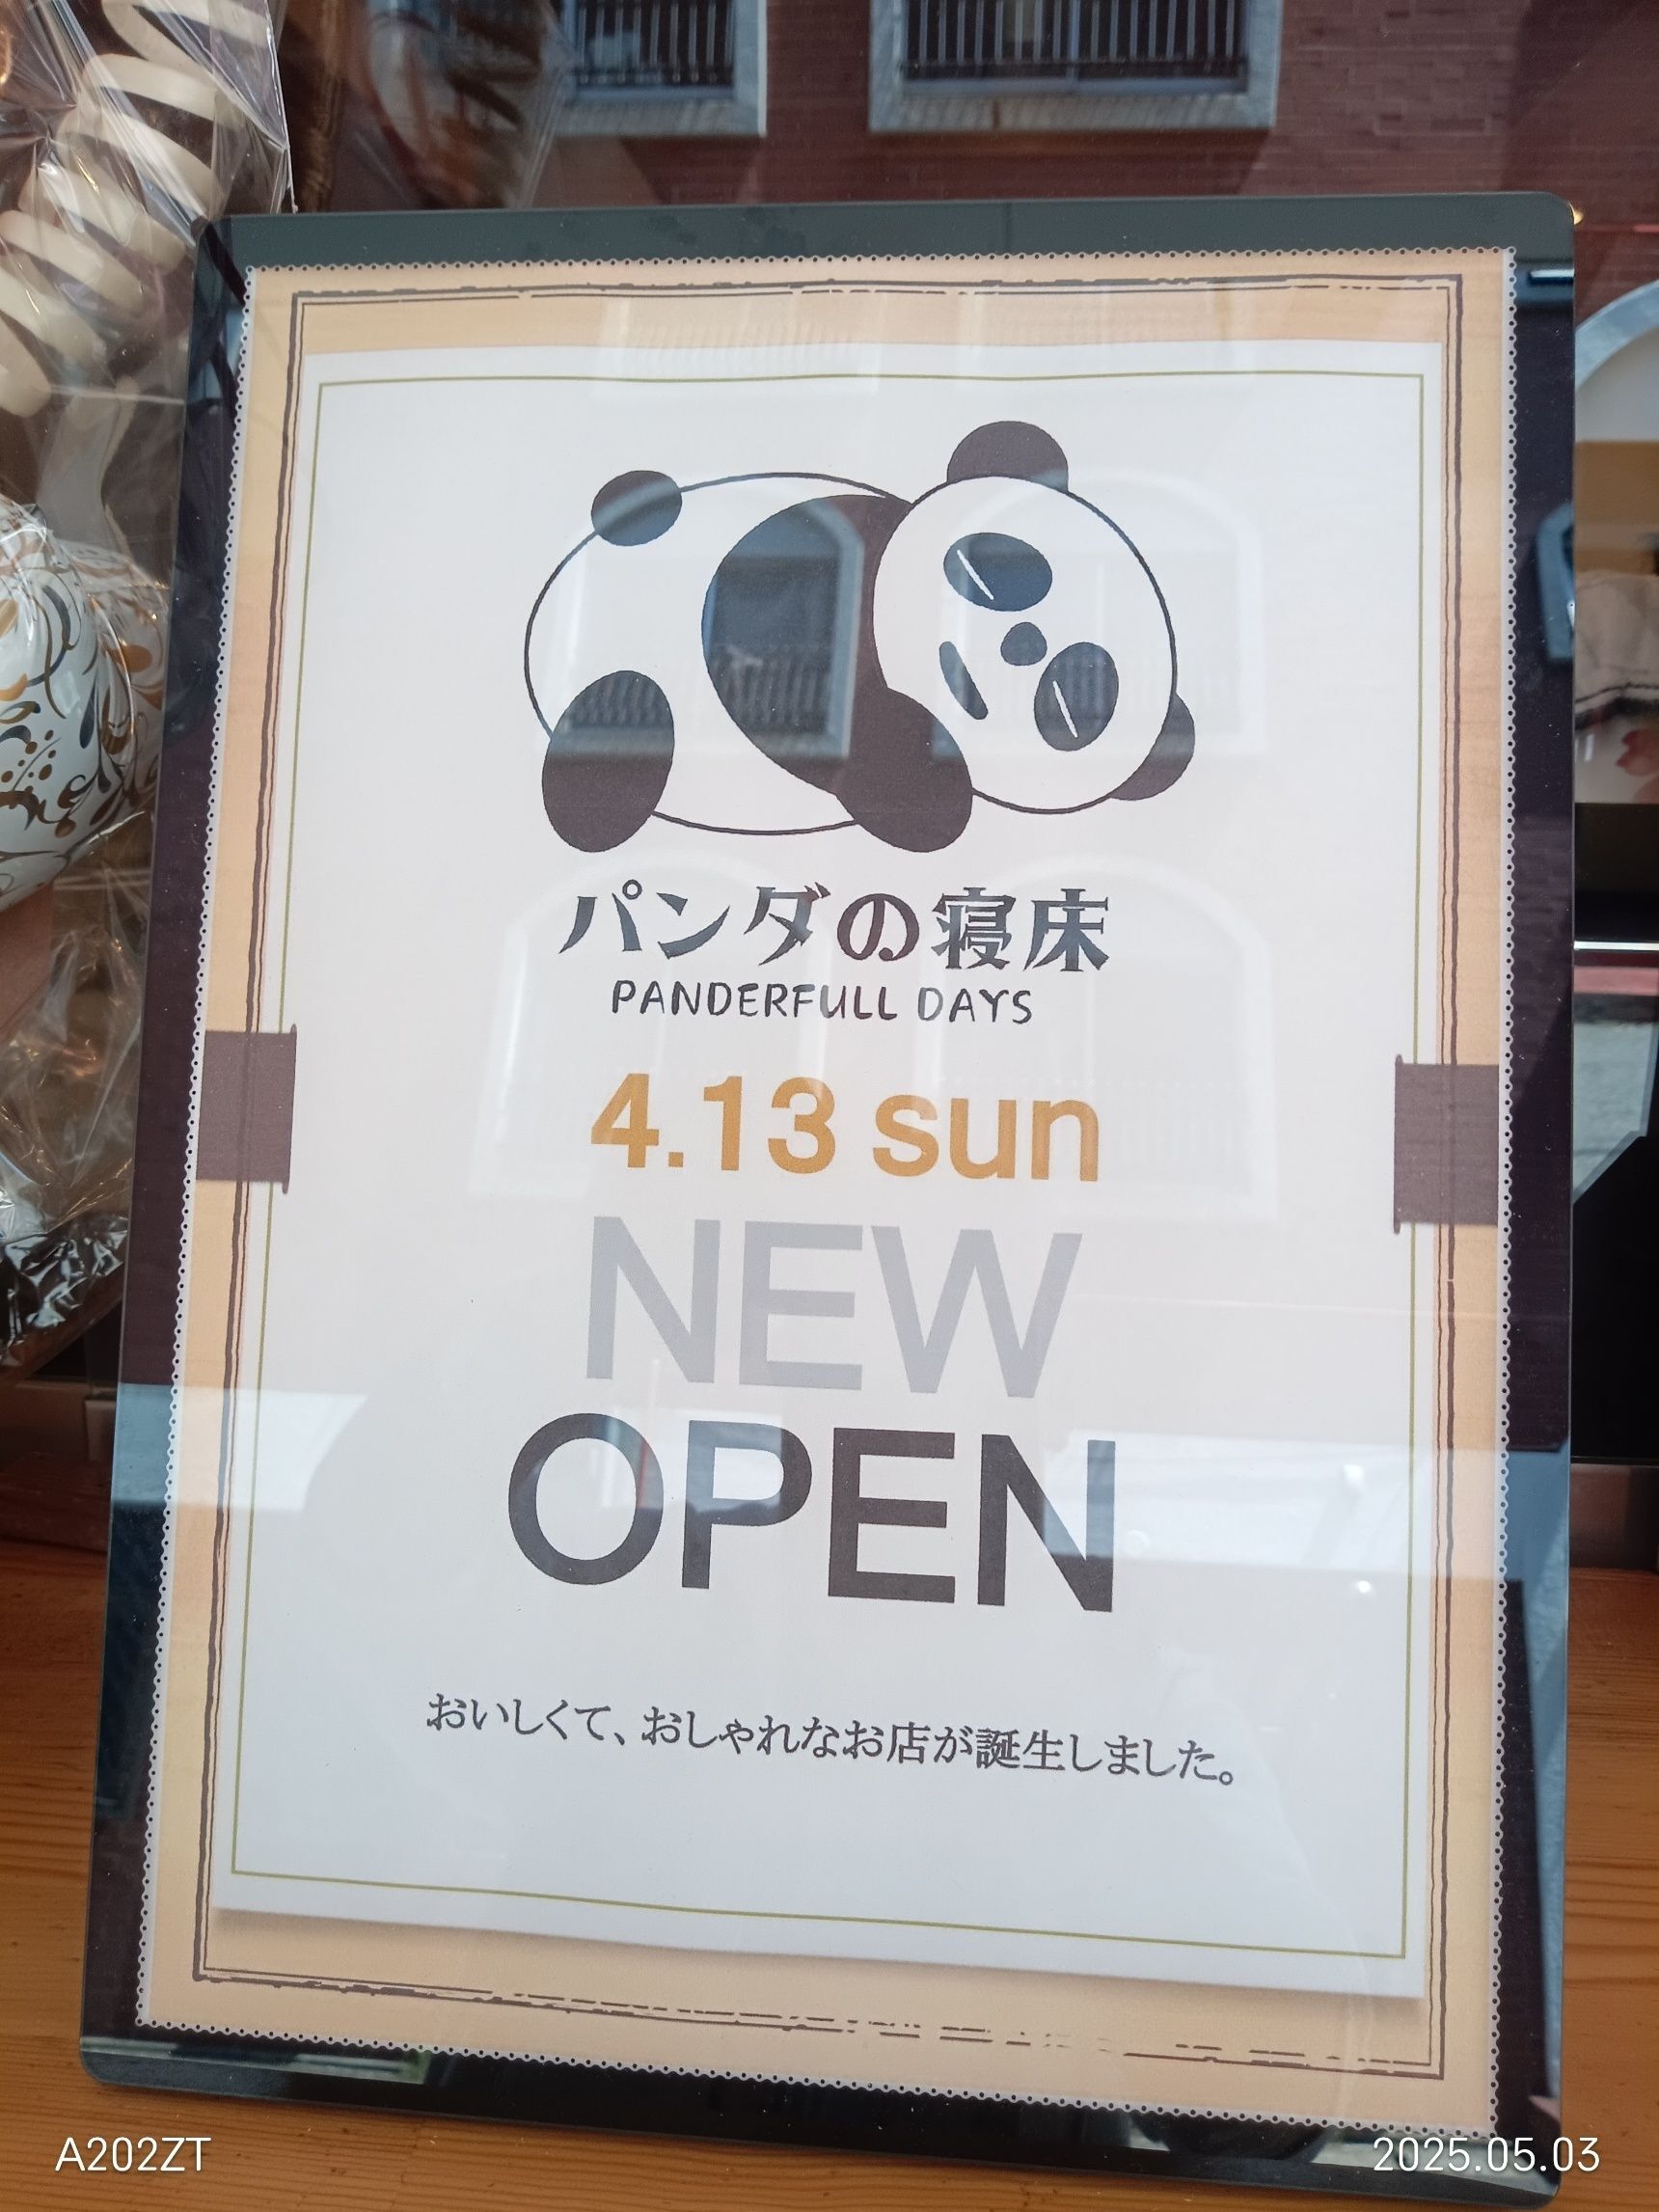 パンダの寝床
PANDERFULL DAYS
4.13 sun
NEW
OPEN
おいしくて、おしゃれなお店が誕生しました。
A202ZT
2025.05.03